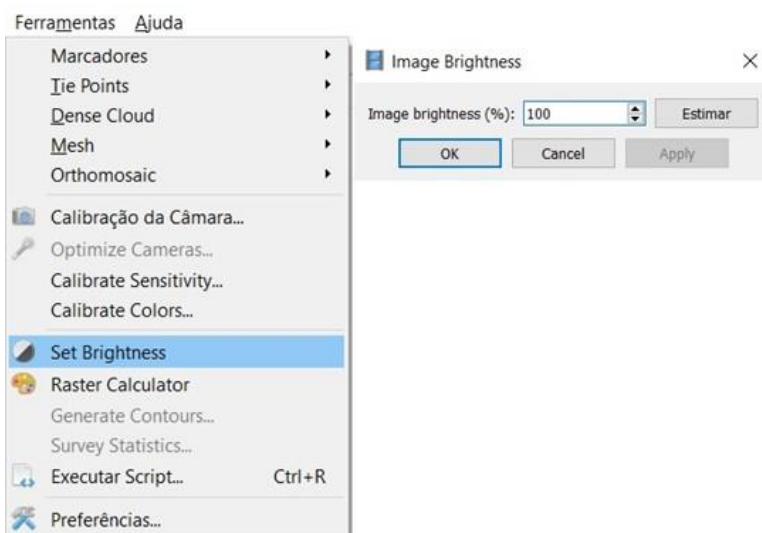 Ferramentas Ajuda
Marcadores
Tie Points
Dense Cloud
Mesh
Orthomosaic
Calibração da Câmara...
Optimize Cameras...
Calibrate Sensitivity...
Calibrate Colors...
Set Brightness
Raster Calculator
Generate Contours...
Survey Statistics...
Executar Script... Ctrl+R
Preferências...
Image Brightness
Image brightness (%): 100 Estimar
OK Cancel Apply